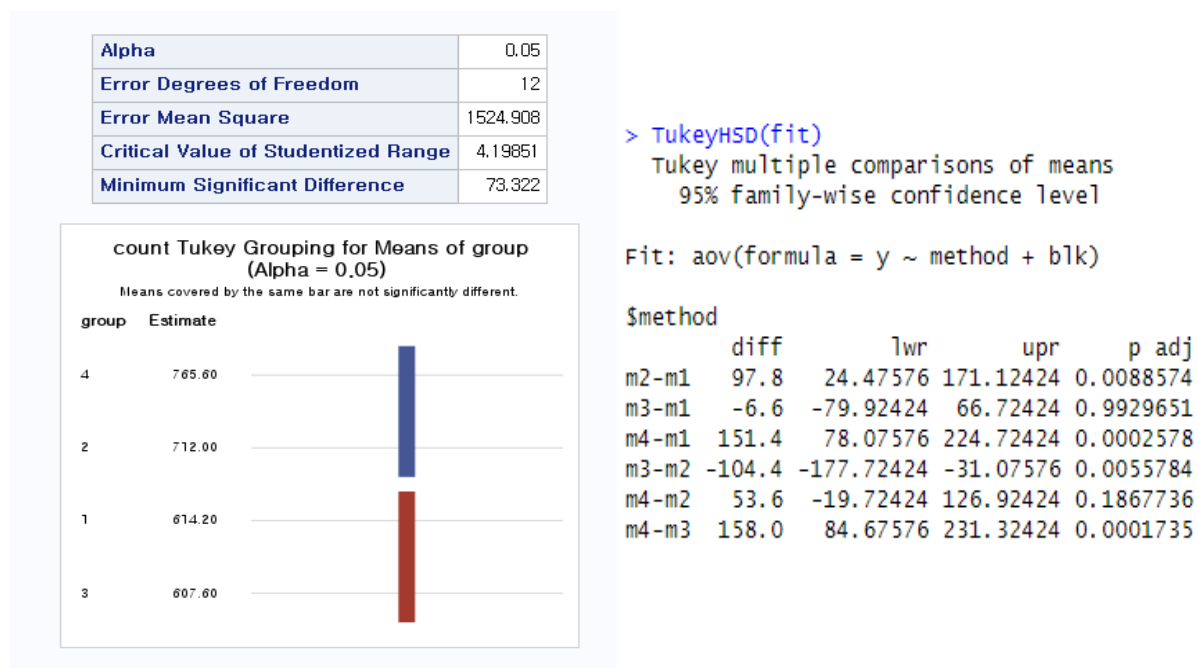 Alpha 0.05
Error Degrees of Freedom 12
Error Mean Square 1524.908
Critical Value of Studentized Range 4.19851
Minimum Significant Difference 73.322
count Tukey Grouping for Means of group
(Alpha = 0.05)
Means covered by the same bar are not significantly different.
group Estimate
4 765.60
2 712.00
1 614.20
3 607.60
> TukeyHSD(fit)
Tukey multiple comparisons of means
95% family-wise confidence level
Fit: aov(formula = y ~ method + blk)
$method
diff lwr upr p adj
m2-m1 97.8 24.47576 171.12424 0.0088574
m3-m1 -6.6 -79.92424 66.72424 0.9929651
m4-m1 151.4 78.07576 224.72424 0.0002578
m3-m2 -104.4 -177.72424 -31.07576 0.0055784
m4-m2 53.6 -19.72424 126.92424 0.1867736
m4-m3 158.0 84.67576 231.32424 0.0001735